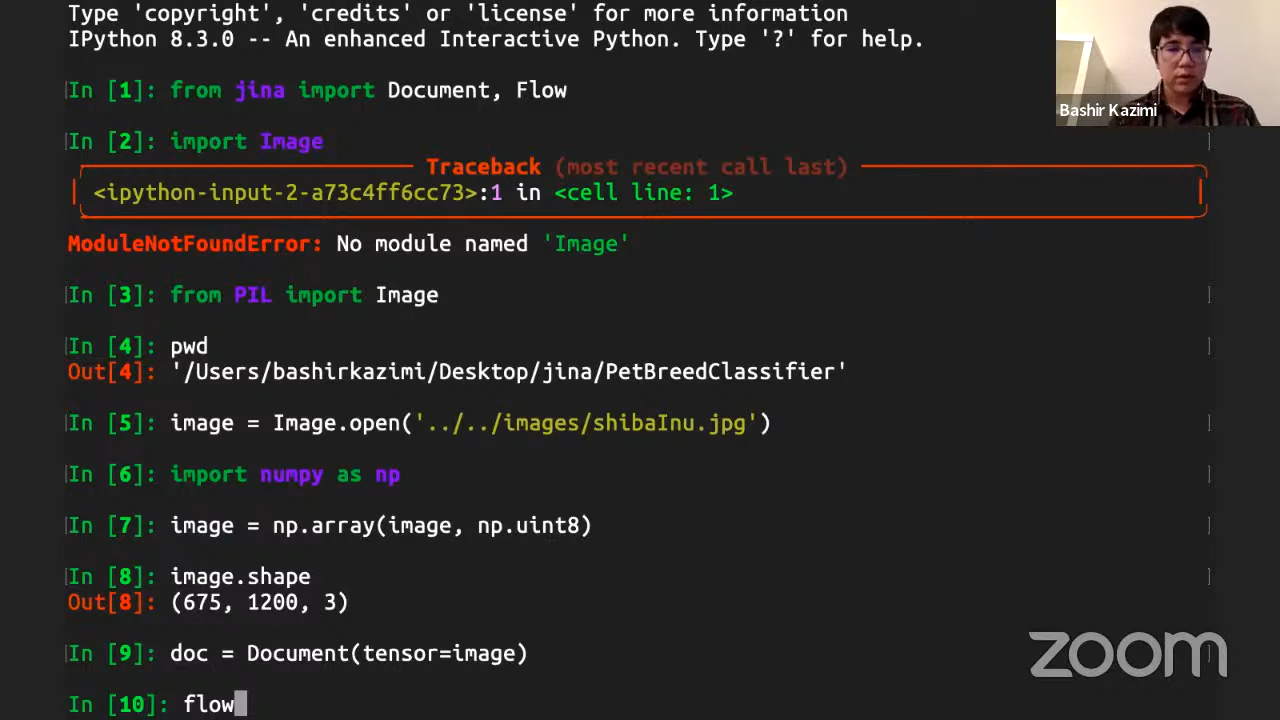 Type 'copyright', 'credits' or 'license' for more information
IPython 8.3.0 -- An enhanced Interactive Python. Type '?' for help.
In [1]: from jina import Document, Flow
Bashir Kazimi
In [2]: import Image
Traceback (most recent call last)
<ipython-input-2-a73c4ff6cc73>:1 in <cell line: 1>
ModuleNotFoundError: No module named 'Image'
In [3]: from PIL import Image
In [4]: pwd
Out[4]: '/Users/bashirkazimi/Desktop/jina/PetBreedClassifier'
In [5]: image = Image.open('../../images/shibaInu.jpg')
In [6]: import numpy as np
In [7]: image = np.array(image, np.uint8)
In [8]: image.shape
Out[8]: (675, 1200, 3)
In [9]: doc = Document(tensor=image)
In [10]: flow
zoom